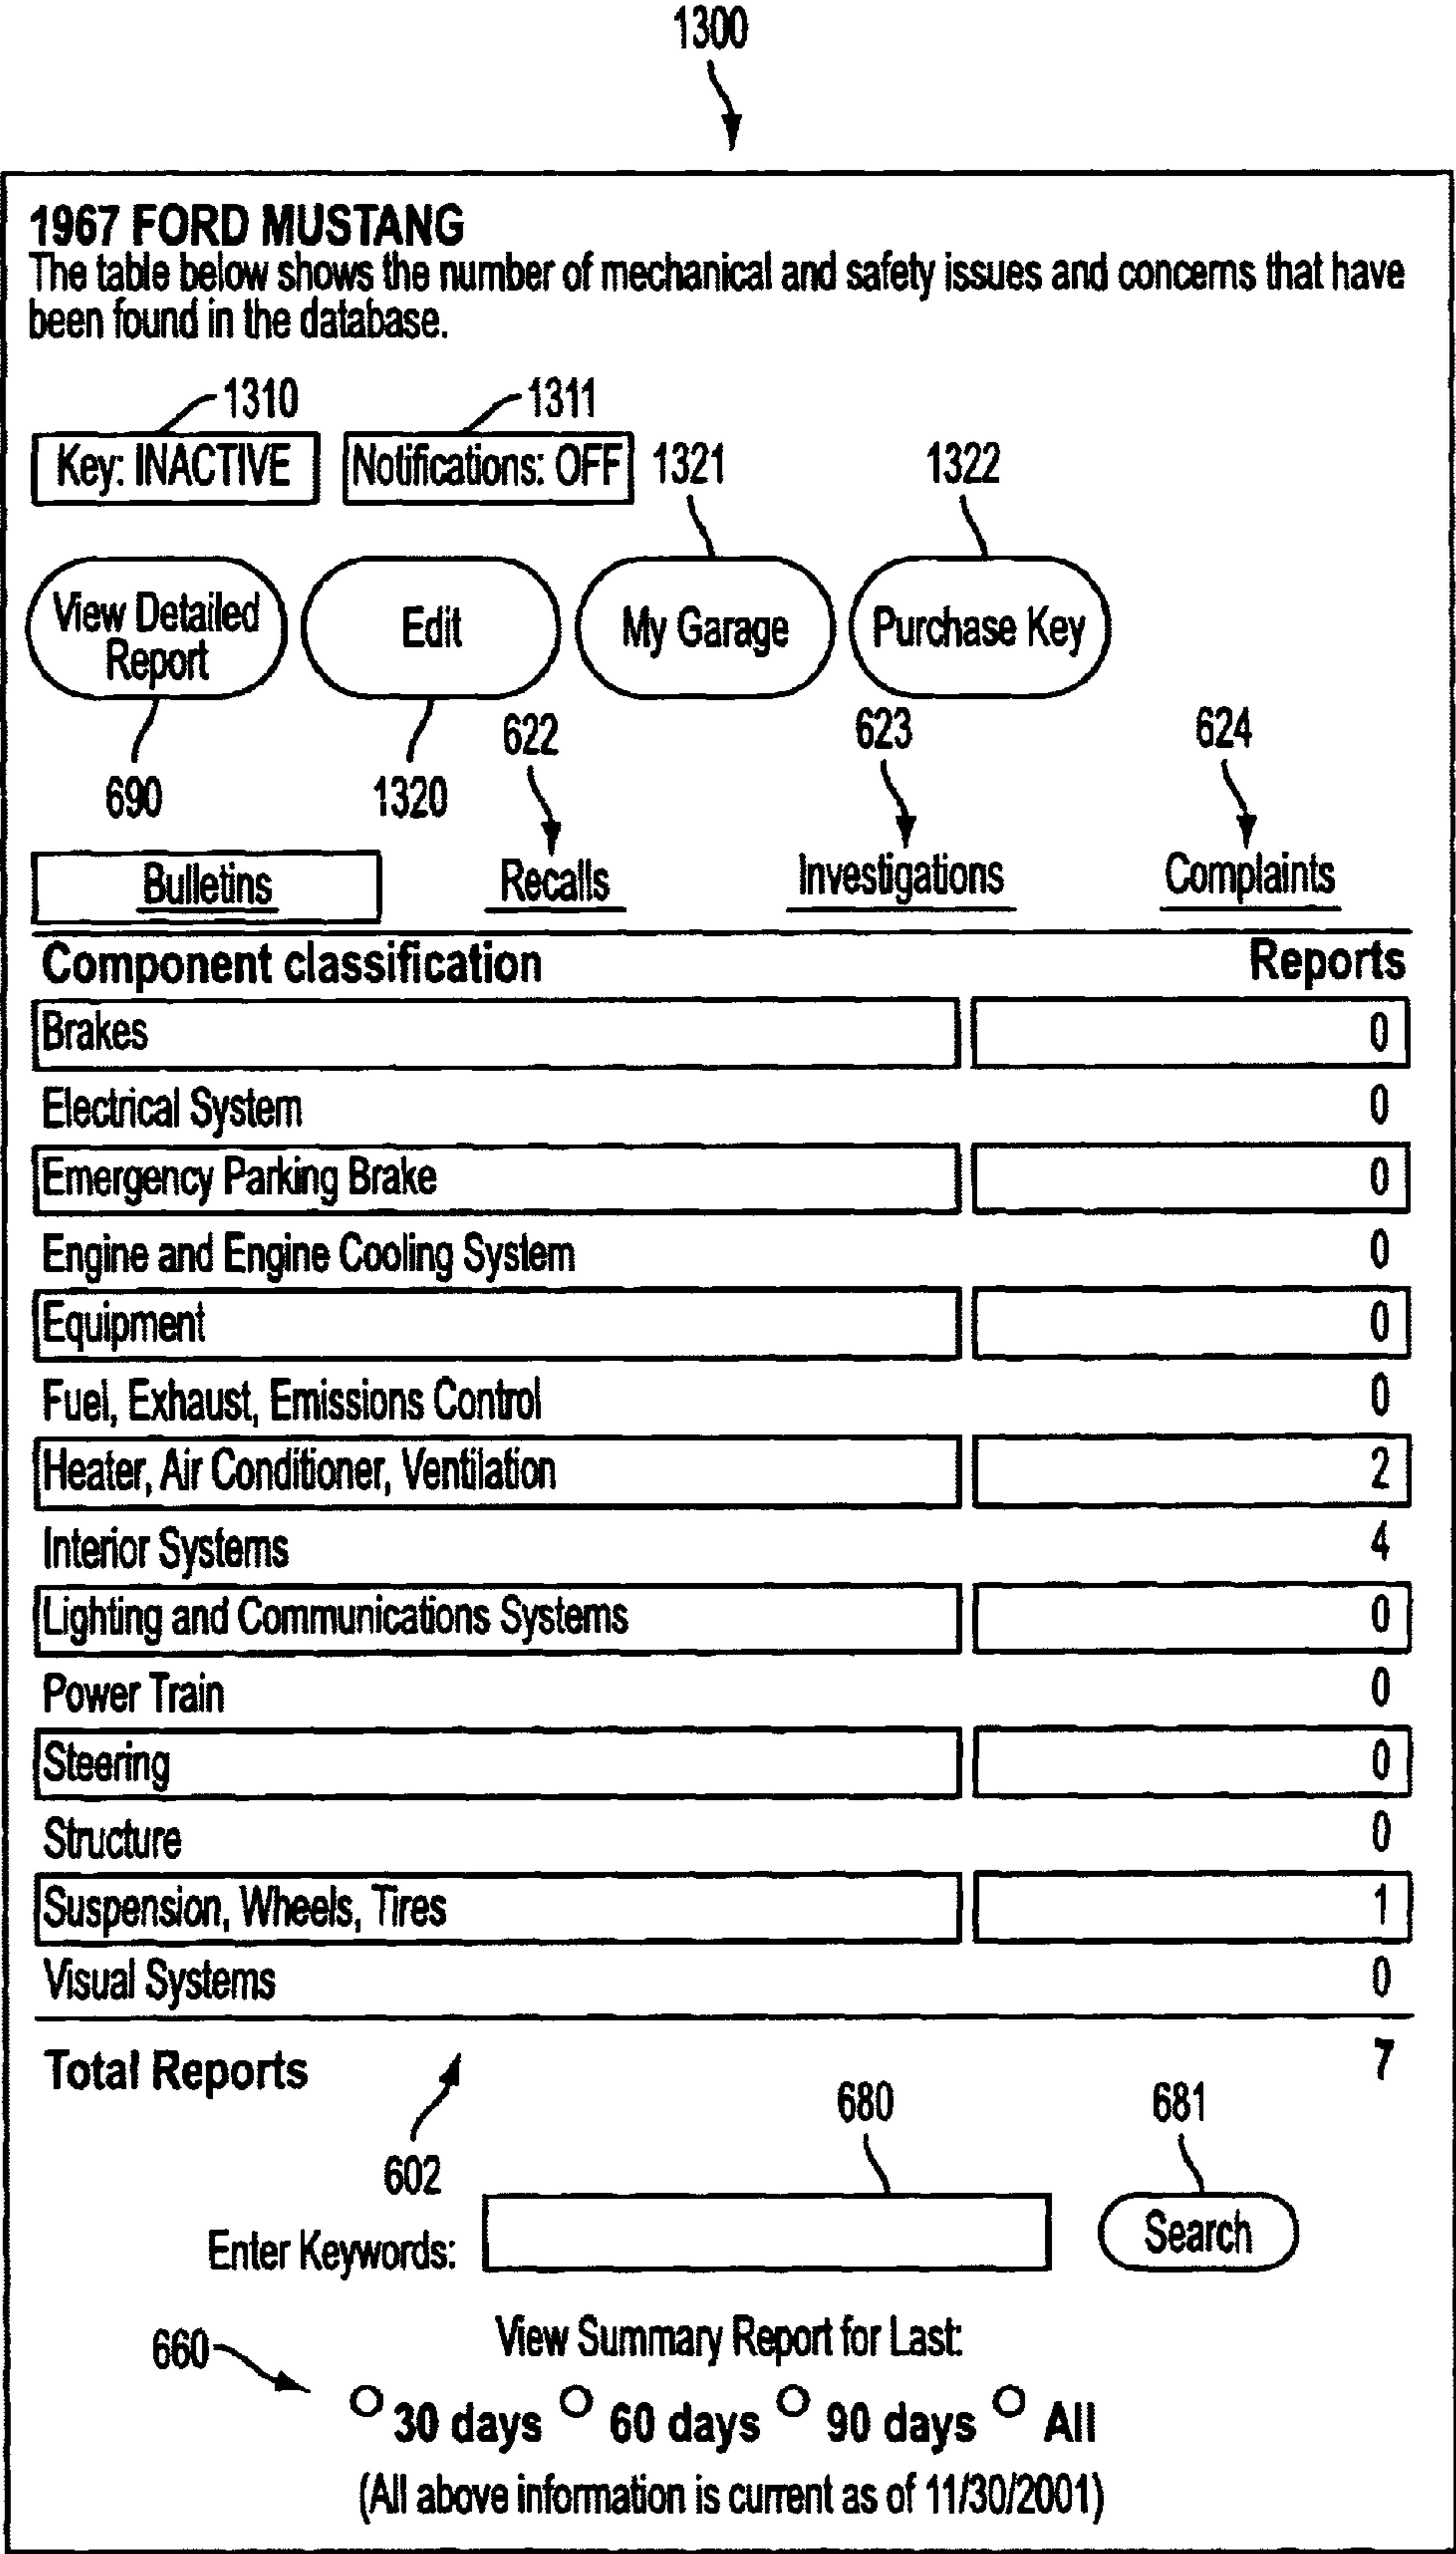 1300
1967 FORD MUSTANG
The table below shows the number of mechanical and safety issues and concerns that have
been found in the database.
1310 1311
Key: INACTIVE Notifications: OFF 1321 1322
View Detailed
Report
Edit My Garage Purchase Key
622 623 624
690 1320
Bulletins Recalls Investigations Complaints
Component classification Reports
Brakes 0
Electrical System 0
Emergency Parking Brake 0
Engine and Engine Cooling System 0
Equipment 0
Fuel, Exhaust, Emissions Control 0
Heater, Air Conditioner, Ventilation 2
Interior Systems 4
Lighting and Communications Systems 0
Power Train 0
Steering 0
Structure 0
Suspension, Wheels, Tires 1
Visual Systems 0
Total Reports 7
602 680 681
Enter Keywords: Search
660 View Summary Report for Last:
30 days 60 days 90 days All
(All above information is current as of 11/30/2001)